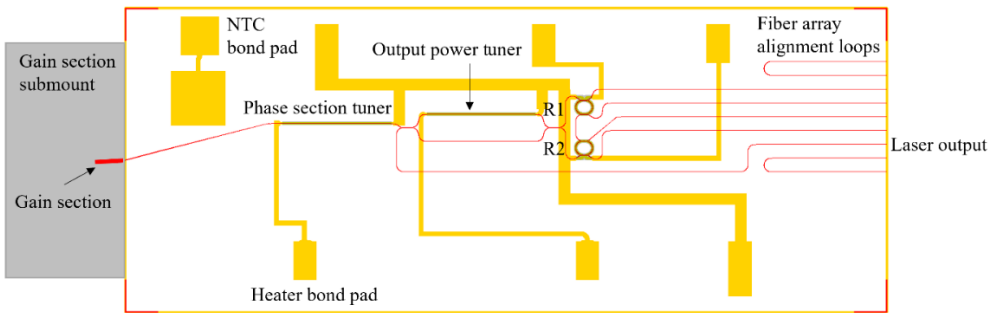 Gain section
submount
NTC
bond pad
Output power tuner
Fiber array
alignment loops
Phase section tuner
R1
R2
Laser output
Gain section
Heater bond pad